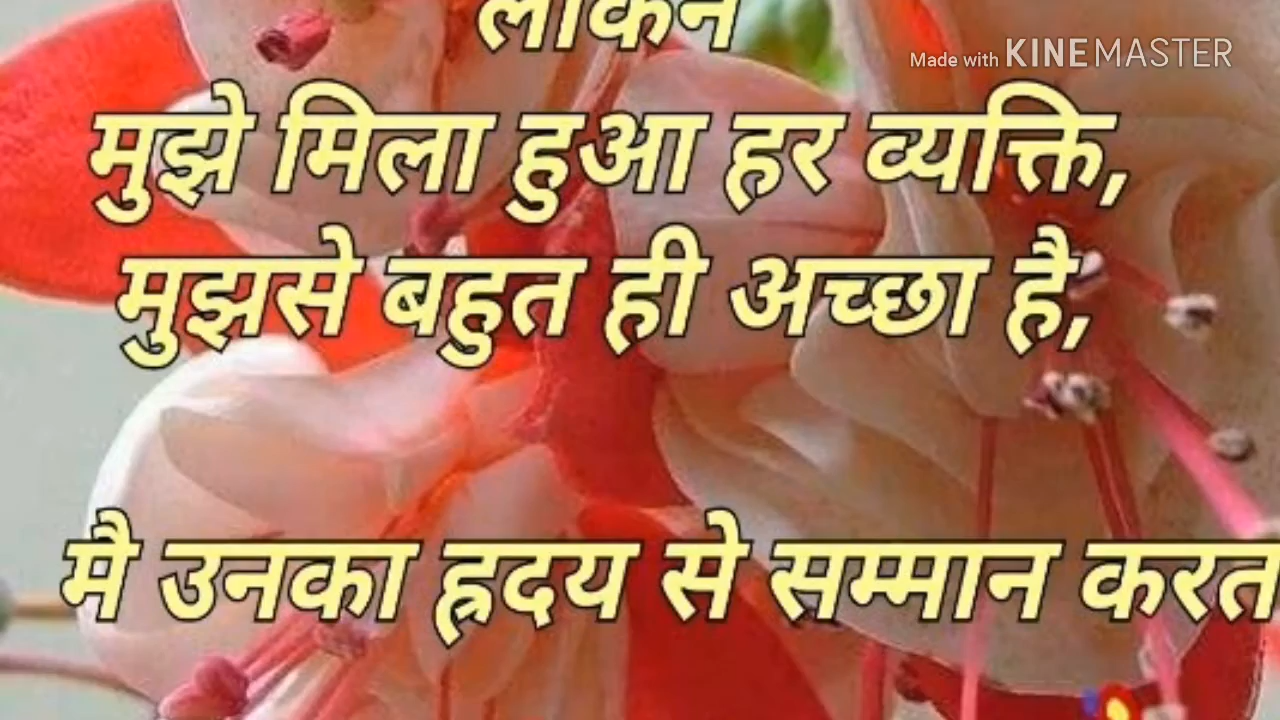 लेकिन
Made with KINEMASTER
मुझे मिला हुआ हर व्यक्ति,
मुझसे बहुत ही अच्छा है,
मै उनका ह्रदय से सम्मान करत